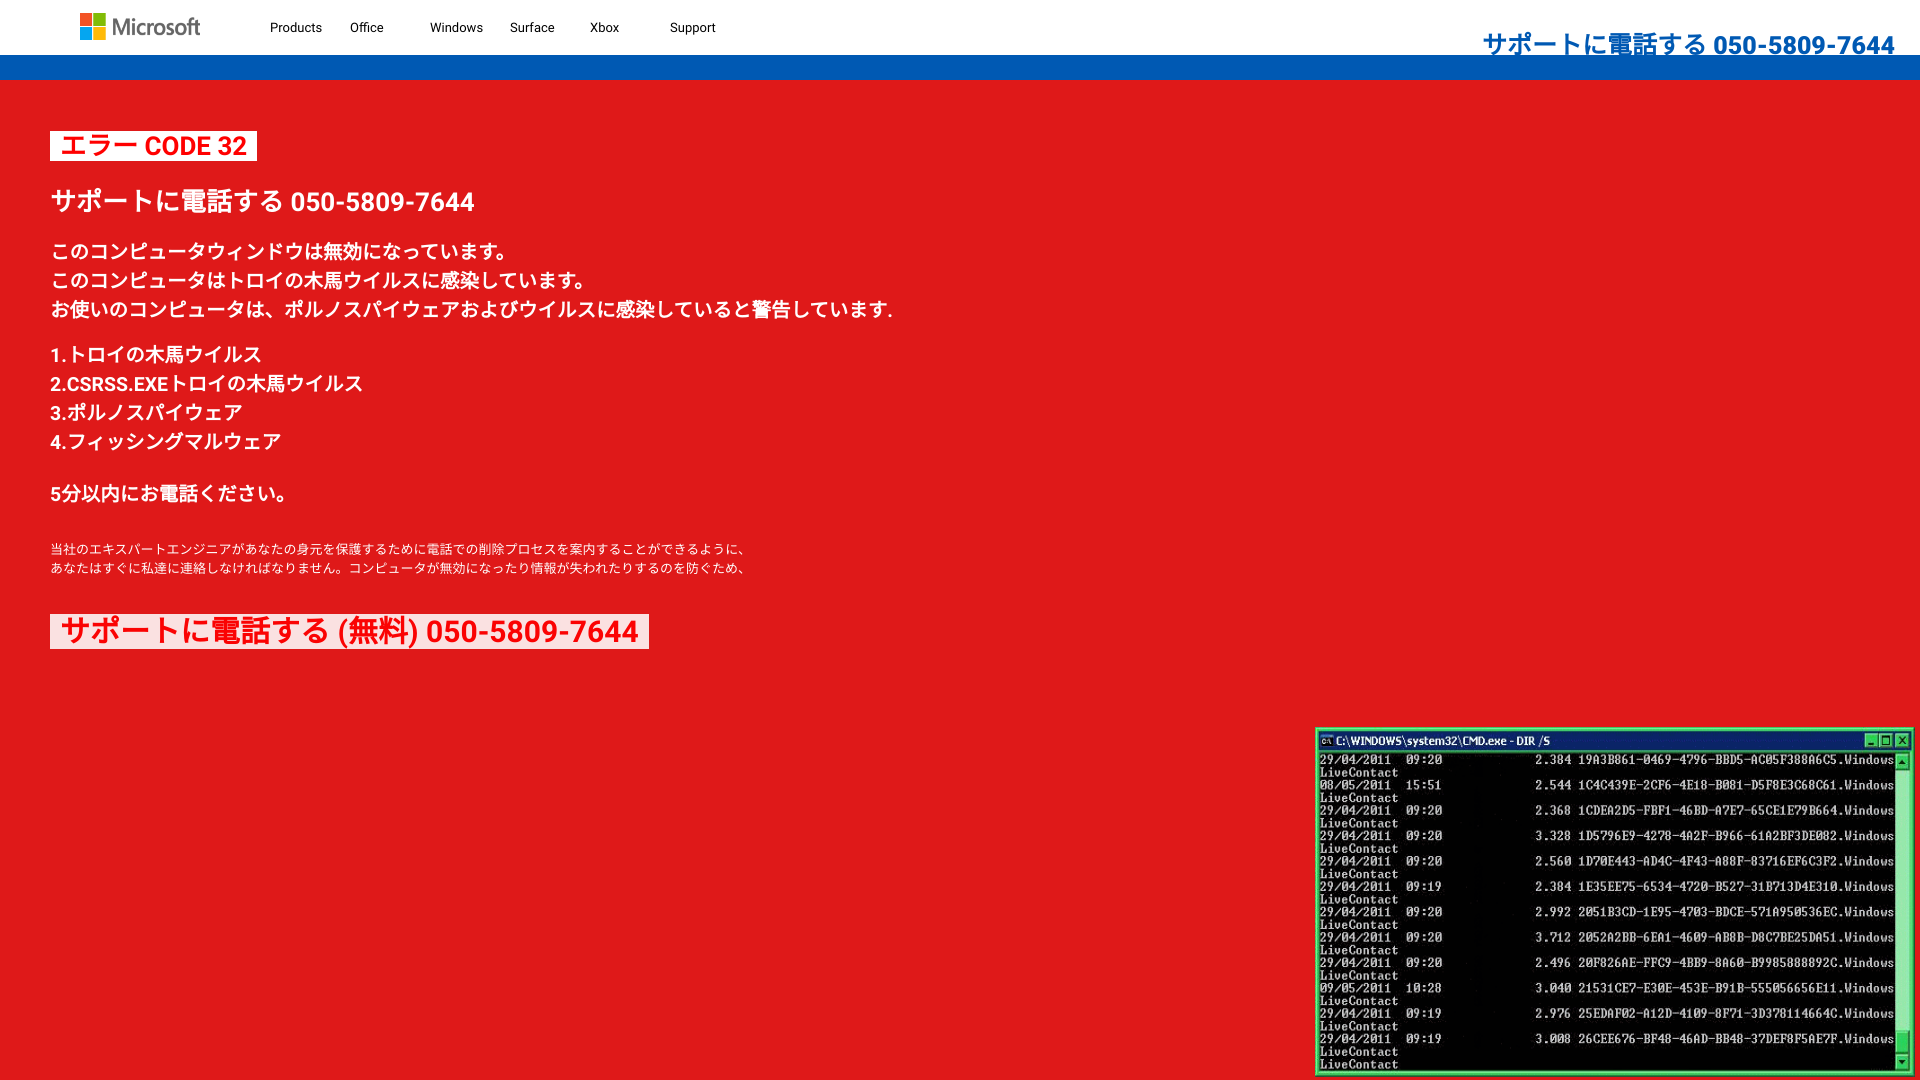 Microsoft
Products Office Windows Surface Xbox Support
サポートに電話する 050-5809-7644
エラー CODE 32
サポートに電話する 050-5809-7644
このコンピュータウィンドウは無効になっています。
このコンピュータはトロイの木馬ウイルスに感染しています。
お使いのコンピュータは、ポルノスパイウェアおよびウイルスに感染していると警告しています.
1.トロイの木馬ウイルス
2.CSRSS.EXEトロイの木馬ウイルス
3.ポルノスパイウェア
4.フィッシングマルウェア
5分以内にお電話ください。
当社のエキスパートエンジニアがあなたの身元を保護するために電話での削除プロセスを案内することができるように、
あなたはすぐに私達に連絡しなければなりません。コンピュータが無効になったり情報が失われたりするのを防ぐため、
サポートに電話する (無料) 050-5809-7644
C:\WINDOWS\system32\CMD.exe - DIR /S
29/04/2011 09:20 2.384 19A3B861-0469-4796-BBD5-AC05F388A6C5.Windows
LiveContact
08/05/2011 15:51 2.544 1C4C439E-2CF6-4E18-B081-D5F8E3C68C61.Windows
LiveContact
29/04/2011 09:20 2.368 1CDEA2D5-FBF1-46BD-A7E7-65CE1E79B664.Windows
LiveContact
29/04/2011 09:20 3.328 1D5796E9-4278-4A2F-B966-61A2BF3DE082.Windows
LiveContact
29/04/2011 09:20 2.560 1D70E443-AD4C-4F43-A88F-83716EF6C3F2.Windows
LiveContact
29/04/2011 09:19 2.384 1E35EE75-6534-4720-B527-31B713D4E310.Windows
LiveContact
29/04/2011 09:20 2.992 2051B3CD-1E95-4703-BDCE-571A950536EC.Windows
LiveContact
29/04/2011 09:20 3.712 2052A2BB-6EA1-4609-AB8B-D8C7BE25DA51.Windows
LiveContact
29/04/2011 09:20 2.496 20F826AE-FFC9-4BB9-8A60-B9985888892C.Windows
LiveContact
09/05/2011 10:28 3.040 21531CE7-E30E-453E-B91B-555056656E11.Windows
LiveContact
29/04/2011 09:19 2.976 25EDAF02-A12D-4109-8F71-3D378114664C.Windows
LiveContact
29/04/2011 09:19 3.008 26CEE676-BF48-46AD-BB48-37DEF8F5AE7F.Windows
LiveContact
LiveContact